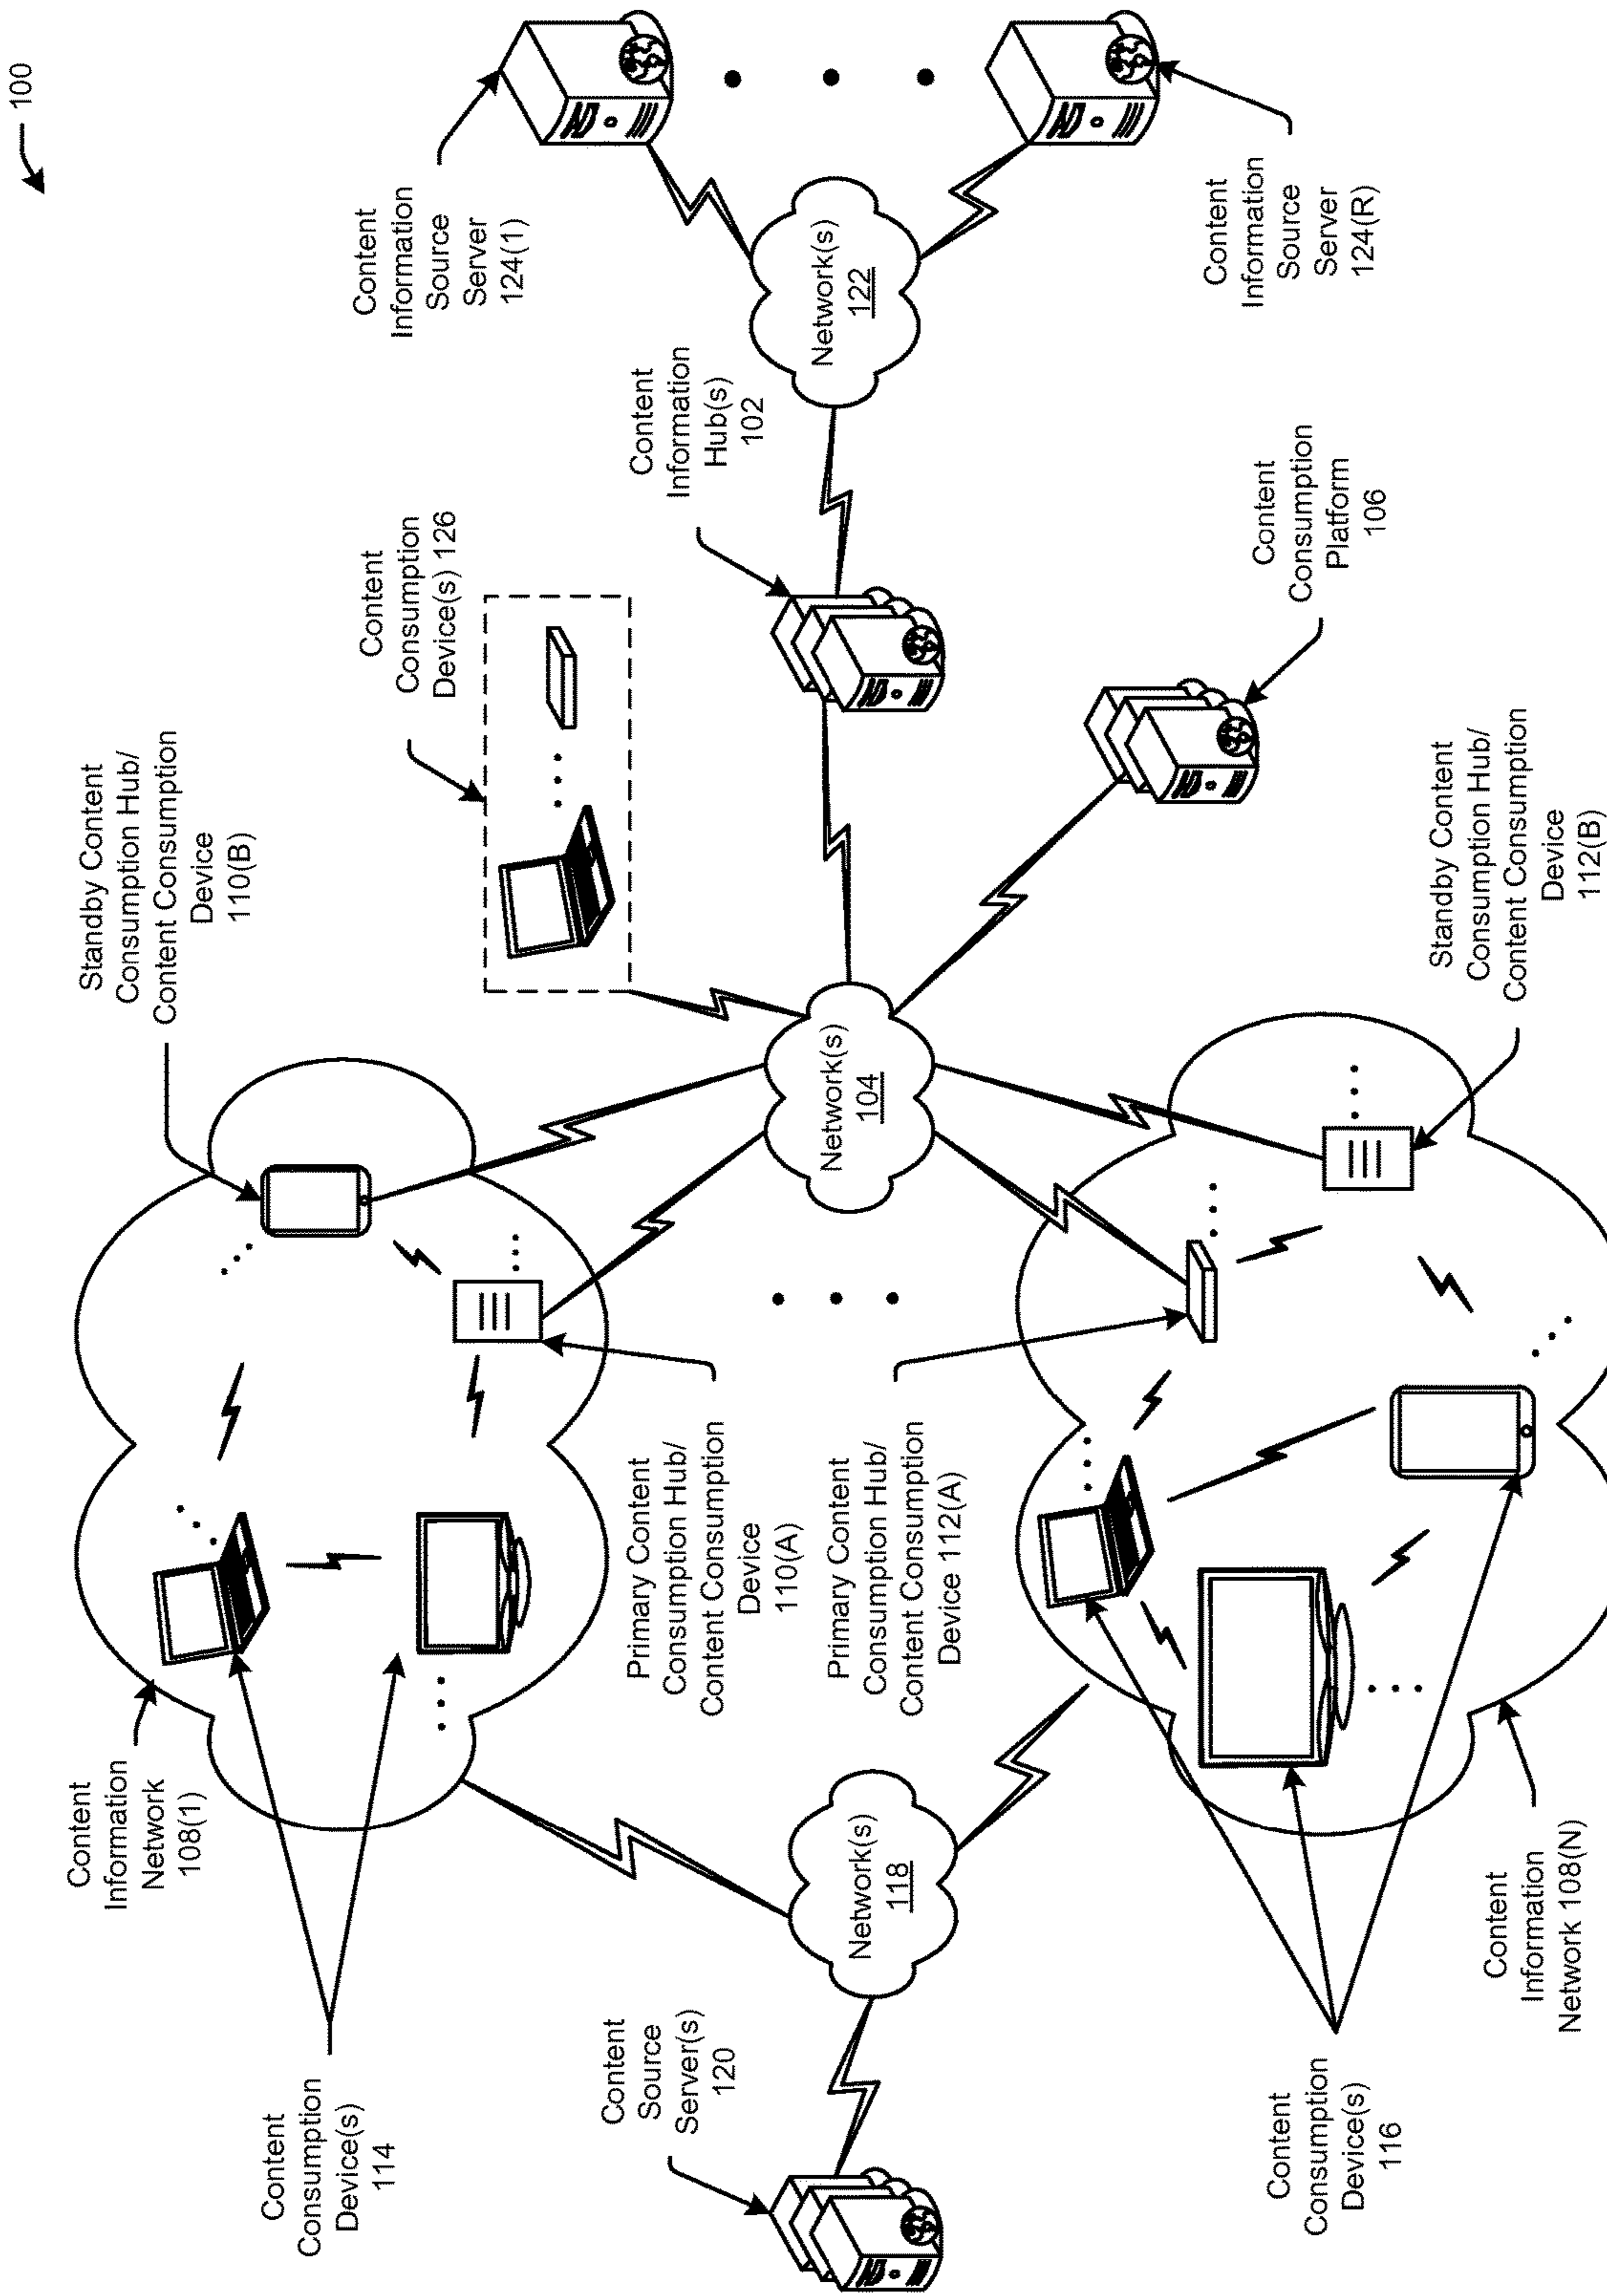 100
Content
Information
Network
108(1)
Standby Content
Consumption Hub/
Content Consumption
Device
110(B)
Content
Consumption
Device(s)
114
Content
Consumption
Device(s) 126
Content
Information
Source
Server
124(1)
Content
Source
Server(s)
120
Primary Content
Consumption Hub/
Content Consumption
Device
110(A)
Content
Information
Hub(s)
102
Network(s)
118
Primary Content
Consumption Hub/
Content Consumption
Device 112(A)
Network(s)
104
Network(s)
122
Content
Consumption
Platform
106
Content
Information
Source
Server
124(R)
Content
Consumption
Device(s)
116
Content
Information
Network 108(N)
Standby Content
Consumption Hub/
Content Consumption
Device
112(B)